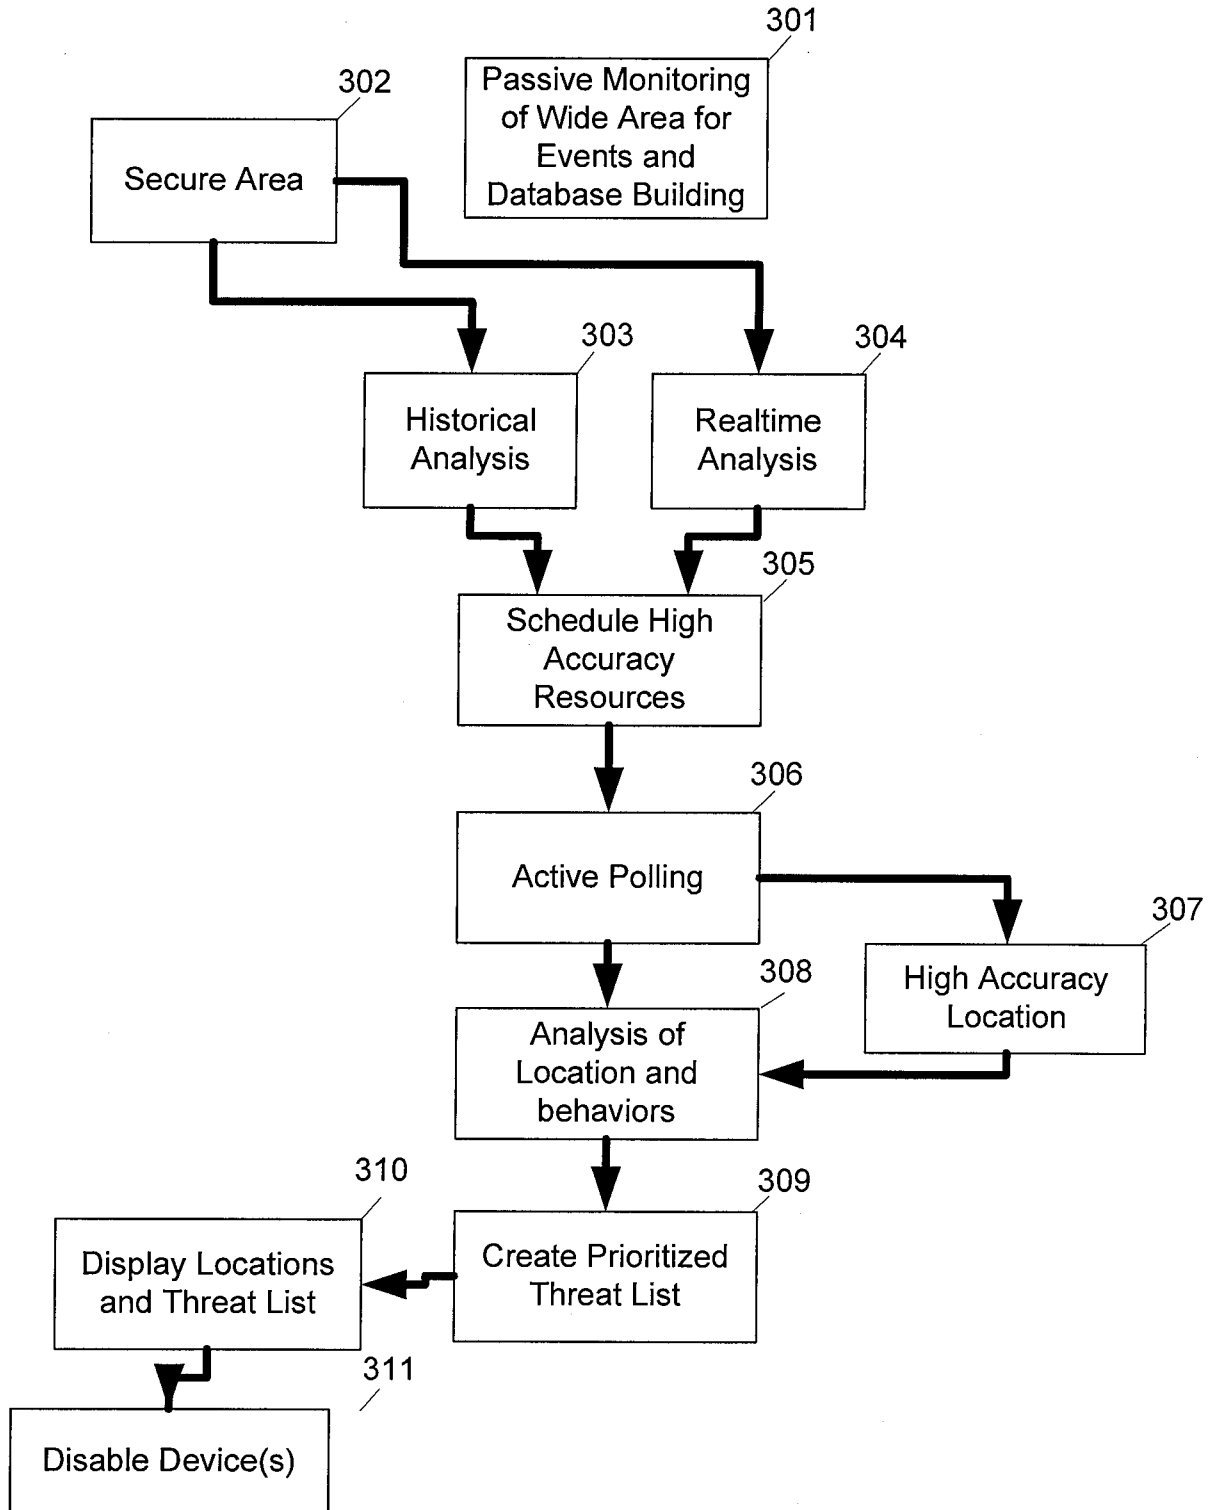 301
Passive Monitoring
of Wide Area for
Events and
Database Building
302
Secure Area
303
Historical
Analysis
304
Realtime
Analysis
305
Schedule High
Accuracy
Resources
306
Active Polling
307
High Accuracy
Location
308
Analysis of
Location and
behaviors
309
Create Prioritized
Threat List
310
Display Locations
and Threat List
311
Disable Device(s)